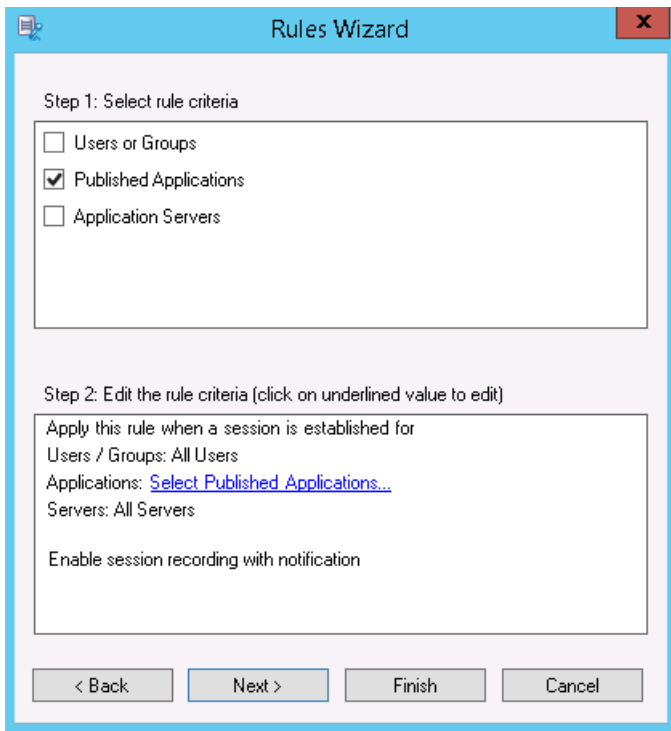 Rules Wizard
x
Step 1: Select rule criteria
Users or Groups
Published Applications
Application Servers
Step 2: Edit the rule criteria (click on underlined value to edit)
Apply this rule when a session is established for
Users / Groups: All Users
Applications: Select Published Applications...
Servers: All Servers
Enable session recording with notification
< Back Next > Finish Cancel